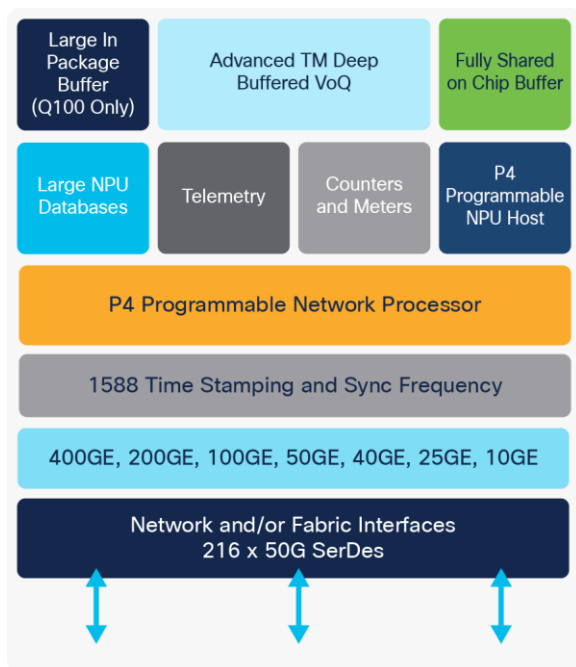 Large In
Package
Buffer
(Q100 Only)
Advanced TM Deep
Buffered VoQ
Fully Shared
on Chip Buffer
Large NPU
Databases
Telemetry
Counters
and Meters
P4
Programmable
NPU Host
P4 Programmable Network Processor
1588 Time Stamping and Sync Frequency
400GE, 200GE, 100GE, 50GE, 40GE, 25GE, 10GE
Network and/or Fabric Interfaces
216 x 50G SerDes